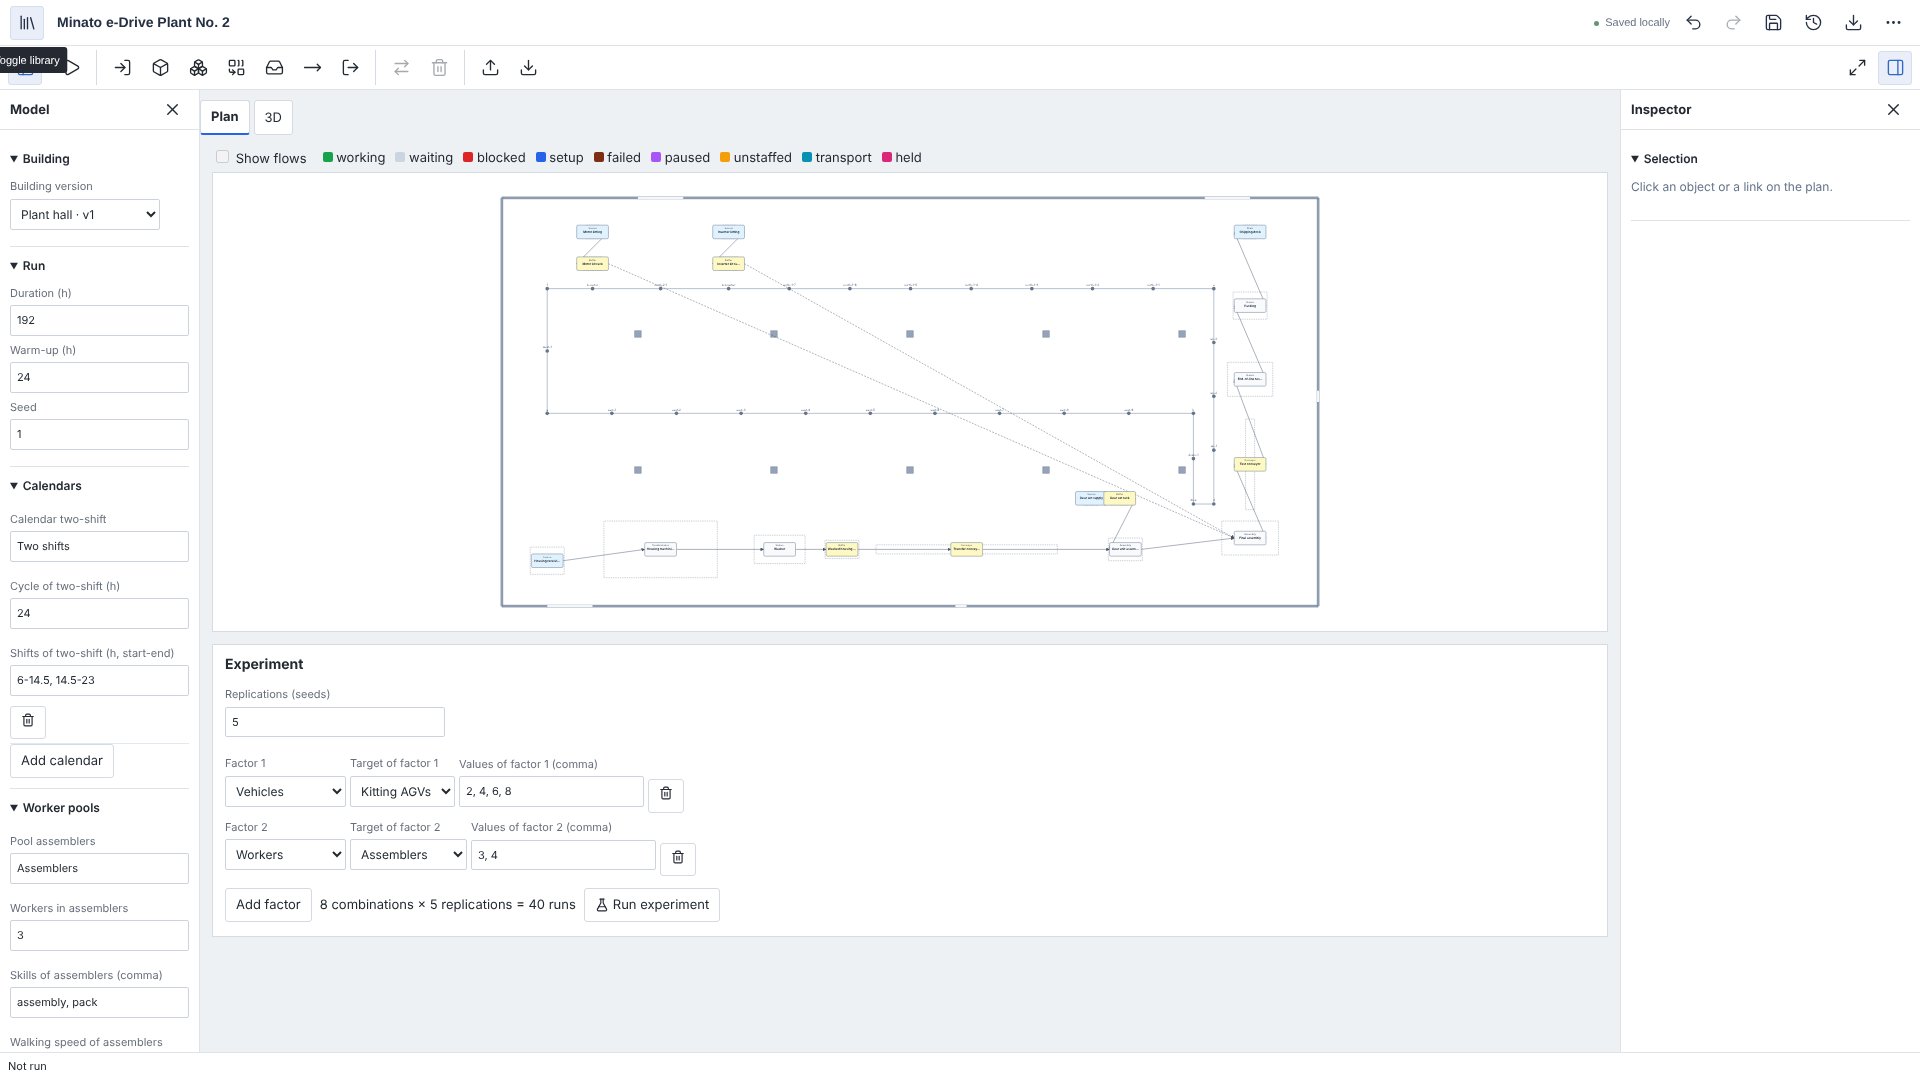 Minato e-Drive Plant No. 2
Saved locally
oggle library
Model
Building
Building version
Plant hall · v1
Run
Duration (h)
192
Warm-up (h)
24
Seed
1
Calendars
Calendar two-shift
Two shifts
Cycle of two-shift (h)
24
Shifts of two-shift (h, start-end)
6-14.5, 14.5-23
Add calendar
Worker pools
Pool assemblers
Assemblers
Workers in assemblers
3
Skills of assemblers (comma)
assembly, pack
Walking speed of assemblers
Plan
3D
Show flows
working
waiting
blocked
setup
failed
paused
unstaffed
transport
held
Packing
Washer
Final assembly
Experiment
Replications (seeds)
5
Factor 1
Target of factor 1
Values of factor 1 (comma)
Vehicles
Kitting AGVs
2, 4, 6, 8
Factor 2
Target of factor 2
Values of factor 2 (comma)
Workers
Assemblers
3, 4
Add factor
8 combinations × 5 replications = 40 runs
Run experiment
Inspector
Selection
Click an object or a link on the plan.
Not run